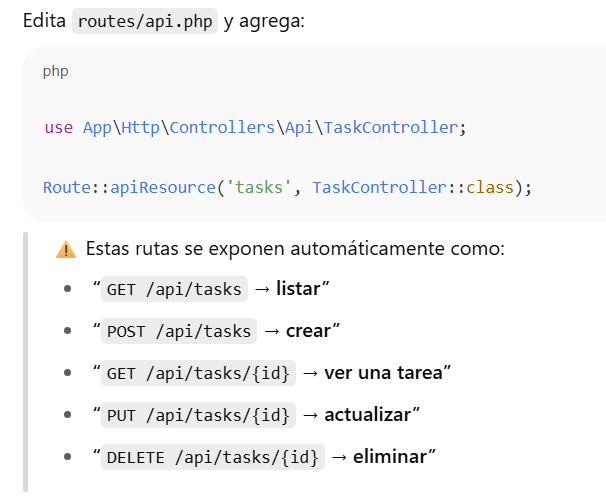 Edita routes/api.php y agrega:
php
use App\Http\Controllers\Api\TaskController;
Route::apiResource('tasks', TaskController::class);
⚠️ Estas rutas se exponen automáticamente como:
• “GET /api/tasks → listar”
• “POST /api/tasks → crear”
• “GET /api/tasks/{id} → ver una tarea”
• “PUT /api/tasks/{id} → actualizar”
• “DELETE /api/tasks/{id} → eliminar”